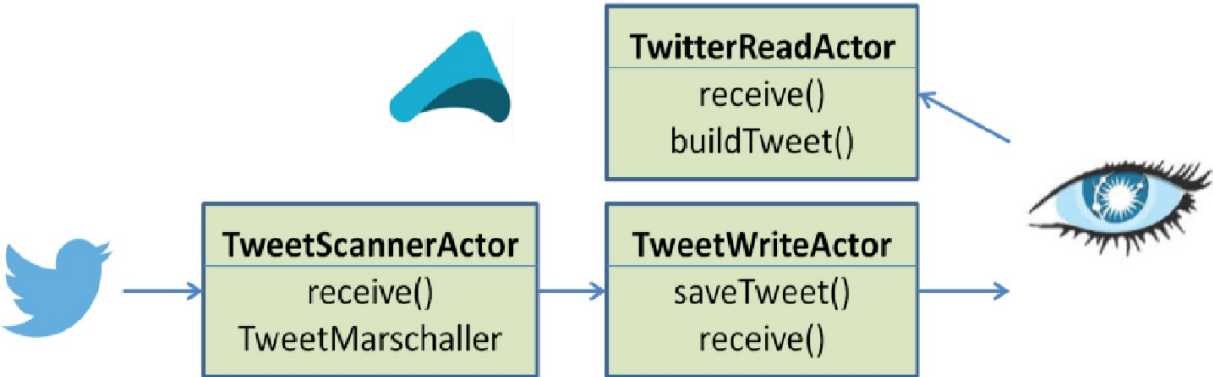 TwitterReadActor
receive()
buildTweet()
TweetScannerActor
receive()
TweetMarschaller
TweetWriteActor
saveTweet()
receive()